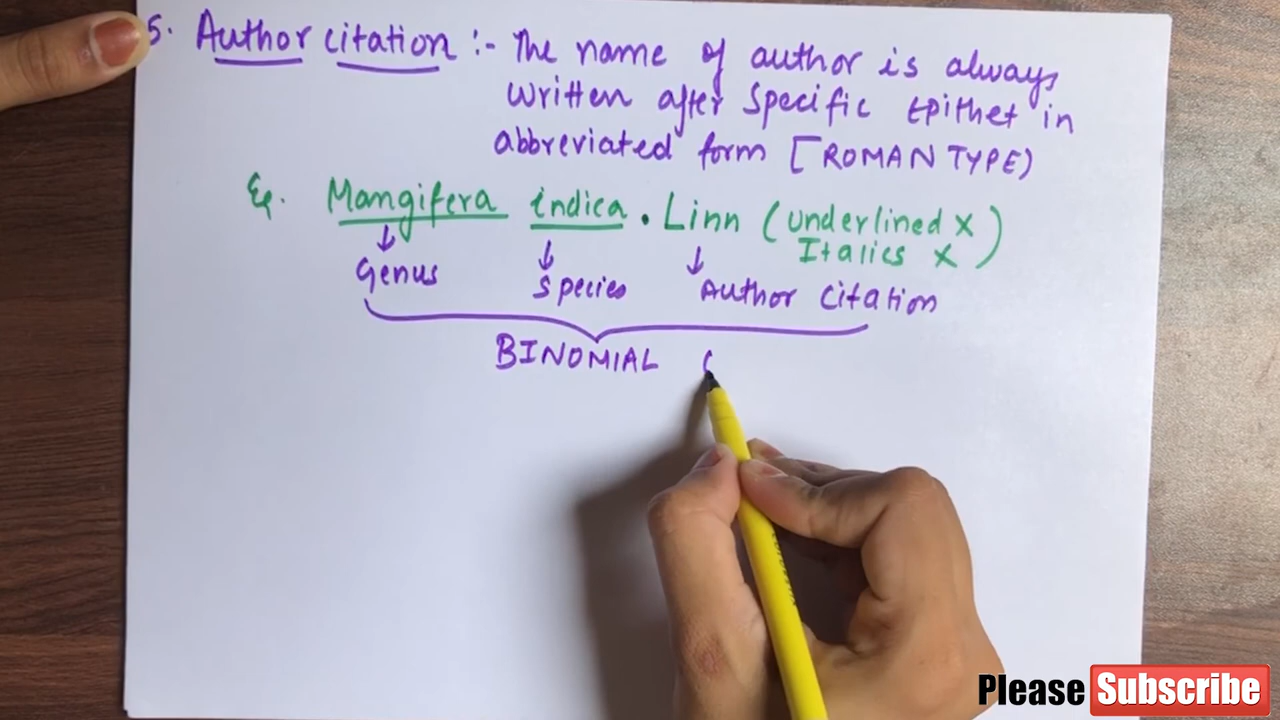 5. Author citation :- The name of author is always
written after specific Epithet in
abbreviated form [ROMAN TYPE)
Eg. Mangifera indica . Linn (underlined x
Italics x )
Genus Species Author Citation
BINOMIAL
Please Subscribe